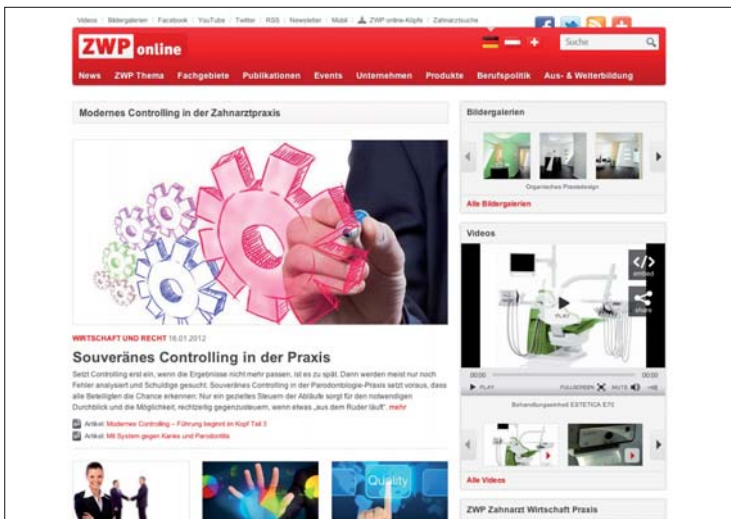 Videos | Bildergalerien | Facebook | YouTube | Twitter | RSS | Newsletter | Mobil | ZWP online-Köpfe | Zahnarztsuche
ZWP online
Suche
News ZWP Thema Fachgebiete Publikationen Events Unternehmen Produkte Berufspolitik Aus- & Weiterbildung
Modernes Controlling in der Zahnarztpraxis
WIRTSCHAFT UND RECHT 16.01.2012
Souveränes Controlling in der Praxis
Setzt Controlling erst ein, wenn die Ergebnisse nicht mehr passen, ist es zu spät. Dann werden meist nur noch
Fehler analysiert und Schuldige gesucht. Souveränes Controlling in der Parodontologie-Praxis setzt voraus, dass
alle Beteiligten die Chance erkennen: Nur ein gezieltes Steuern der Abläufe sorgt für den notwendigen
Durchblick und die Möglichkeit, rechtzeitig gegenzusteuern, wenn etwas „aus dem Ruder läuft". mehr
Artikel: Modernes Controlling – Führung beginnt im Kopf Teil 3
Artikel: Mit System gegen Karies und Parodontitis
Quality
Bildergalerien
Organisches Praxisdesign
Alle Bildergalerien
Videos
embed
PLAY
share
00:00 00:00
PLAY FULLSCREEN MUTE
Behandlungseinheit ESTETICA E70
Alle Videos
ZWP Zahnarzt Wirtschaft Praxis